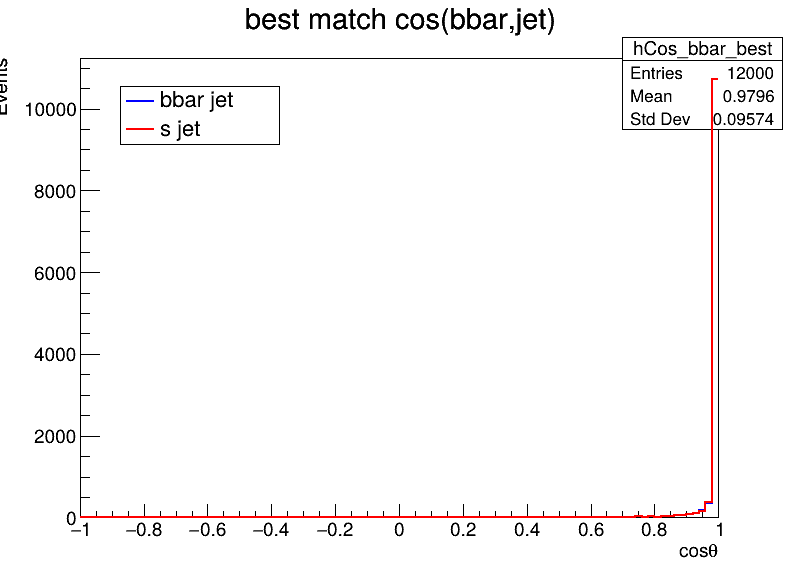 best match cos(bbar,jet)
hCos_bbar_best
Entries 12000
Mean 0.9796
Std Dev 0.09574
bbar jet
s jet
Events
10000
8000
6000
4000
2000
0
−1 −0.8 −0.6 −0.4 −0.2 0 0.2 0.4 0.6 0.8 1
cosθ